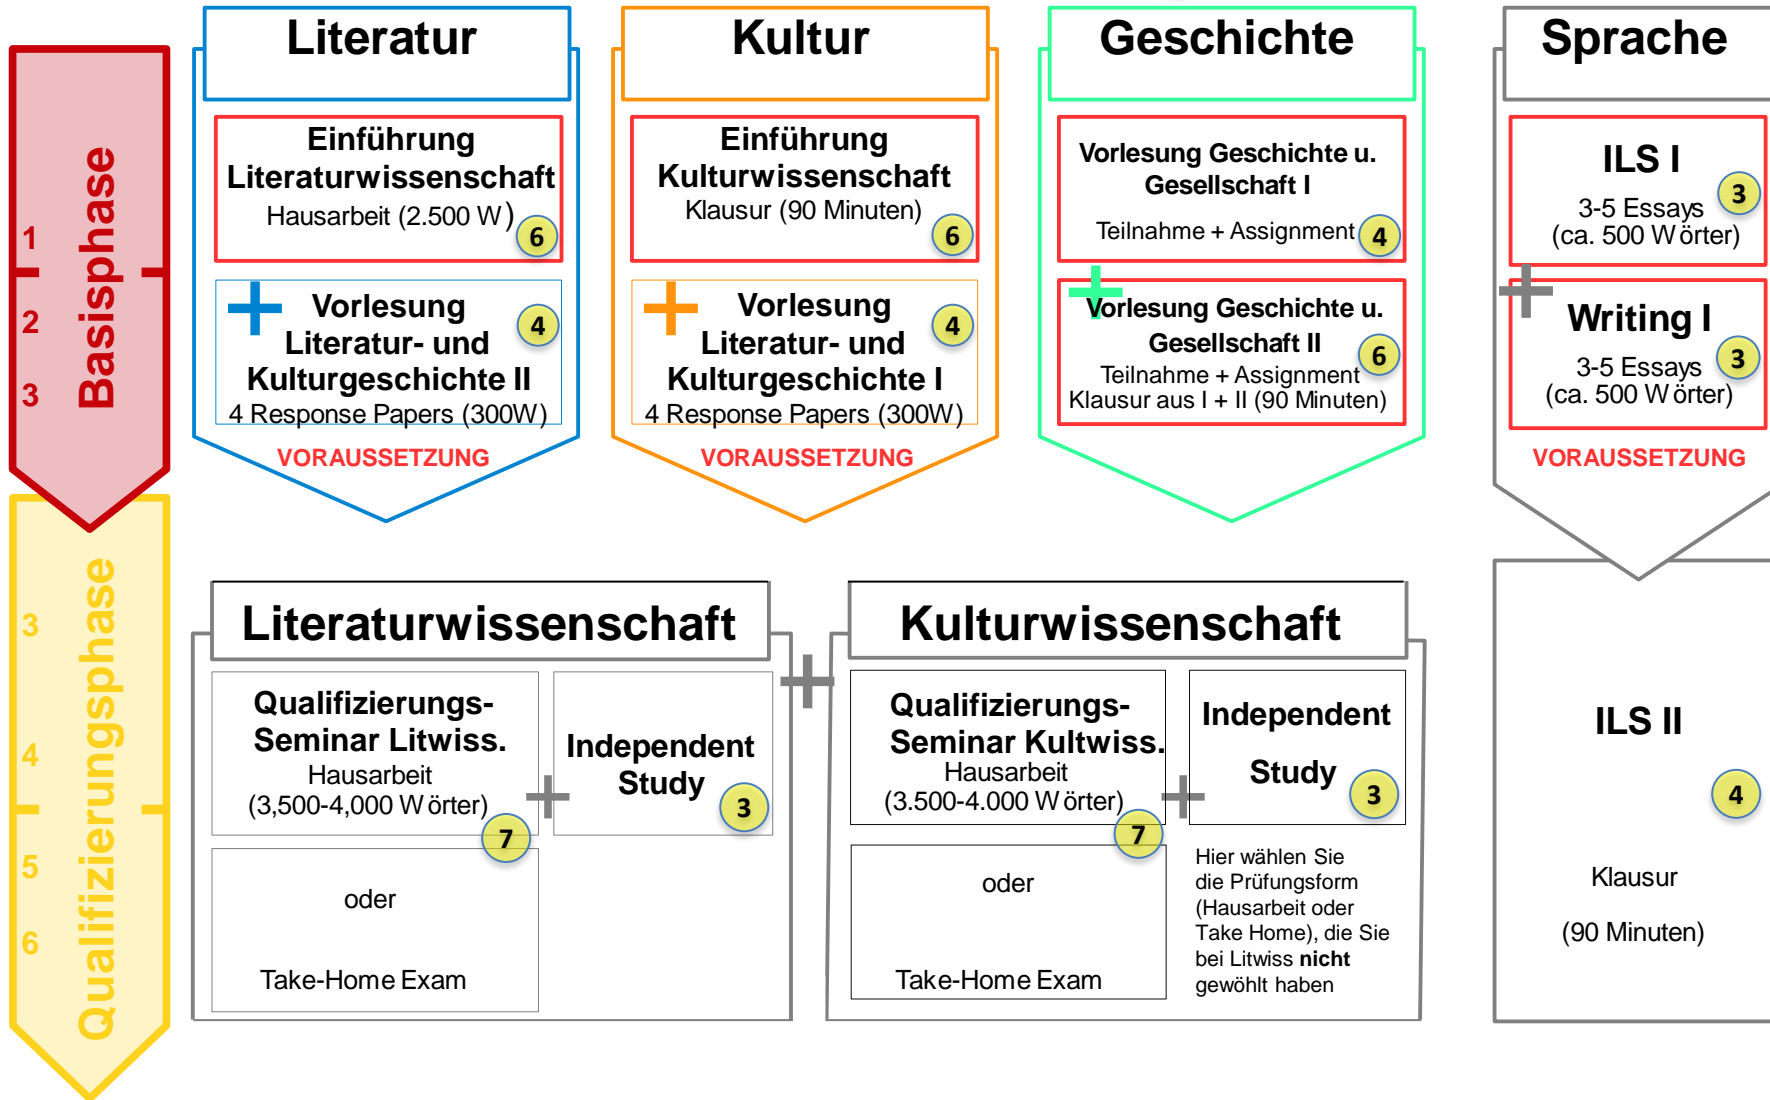 Basisphase
1
2
3
Literatur
Einführung
Literaturwissenschaft
Hausarbeit (2.500 W)
6
Vorlesung
Literatur- und
Kulturgeschichte II
4 Response Papers (300W)
4
VORAUSSETZUNG
Kultur
Einführung
Kulturwissenschaft
Klausur (90 Minuten)
6
Vorlesung
Literatur- und
Kulturgeschichte I
4 Response Papers (300W)
4
VORAUSSETZUNG
Geschichte
Vorlesung Geschichte u.
Gesellschaft I
Teilnahme + Assignment
4
Vorlesung Geschichte u.
Gesellschaft II
Teilnahme + Assignment
Klausur aus I + II (90 Minuten)
6
Sprache
ILS I
3-5 Essays
(ca. 500 Wörter)
3
Writing I
3-5 Essays
(ca. 500 Wörter)
3
VORAUSSETZUNG
Qualifizierungsphase
3
4
5
6
Literaturwissenschaft
Qualifizierungs-
Seminar Litwiss.
Hausarbeit
(3,500-4,000 Wörter)
7
oder
Take-Home Exam
Independent
Study
3
Kulturwissenschaft
Qualifizierungs-
Seminar Kultwiss.
Hausarbeit
(3.500-4.000 Wörter)
7
oder
Take-Home Exam
Independent
Study
3
Hier wählen Sie
die Prüfungsform
(Hausarbeit oder
Take Home), die Sie
bei Litwiss nicht
gewöhlt haben
ILS II
4
Klausur
(90 Minuten)